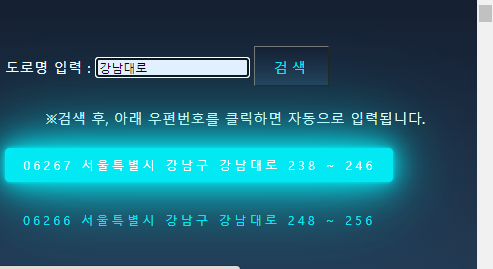 도로명 입력 : 강남대로 검색
※검색 후, 아래 우편번호를 클릭하면 자동으로 입력됩니다.
06267 서울특별시 강남구 강남대로 238 ~ 246
06266 서울특별시 강남구 강남대로 248 ~ 256